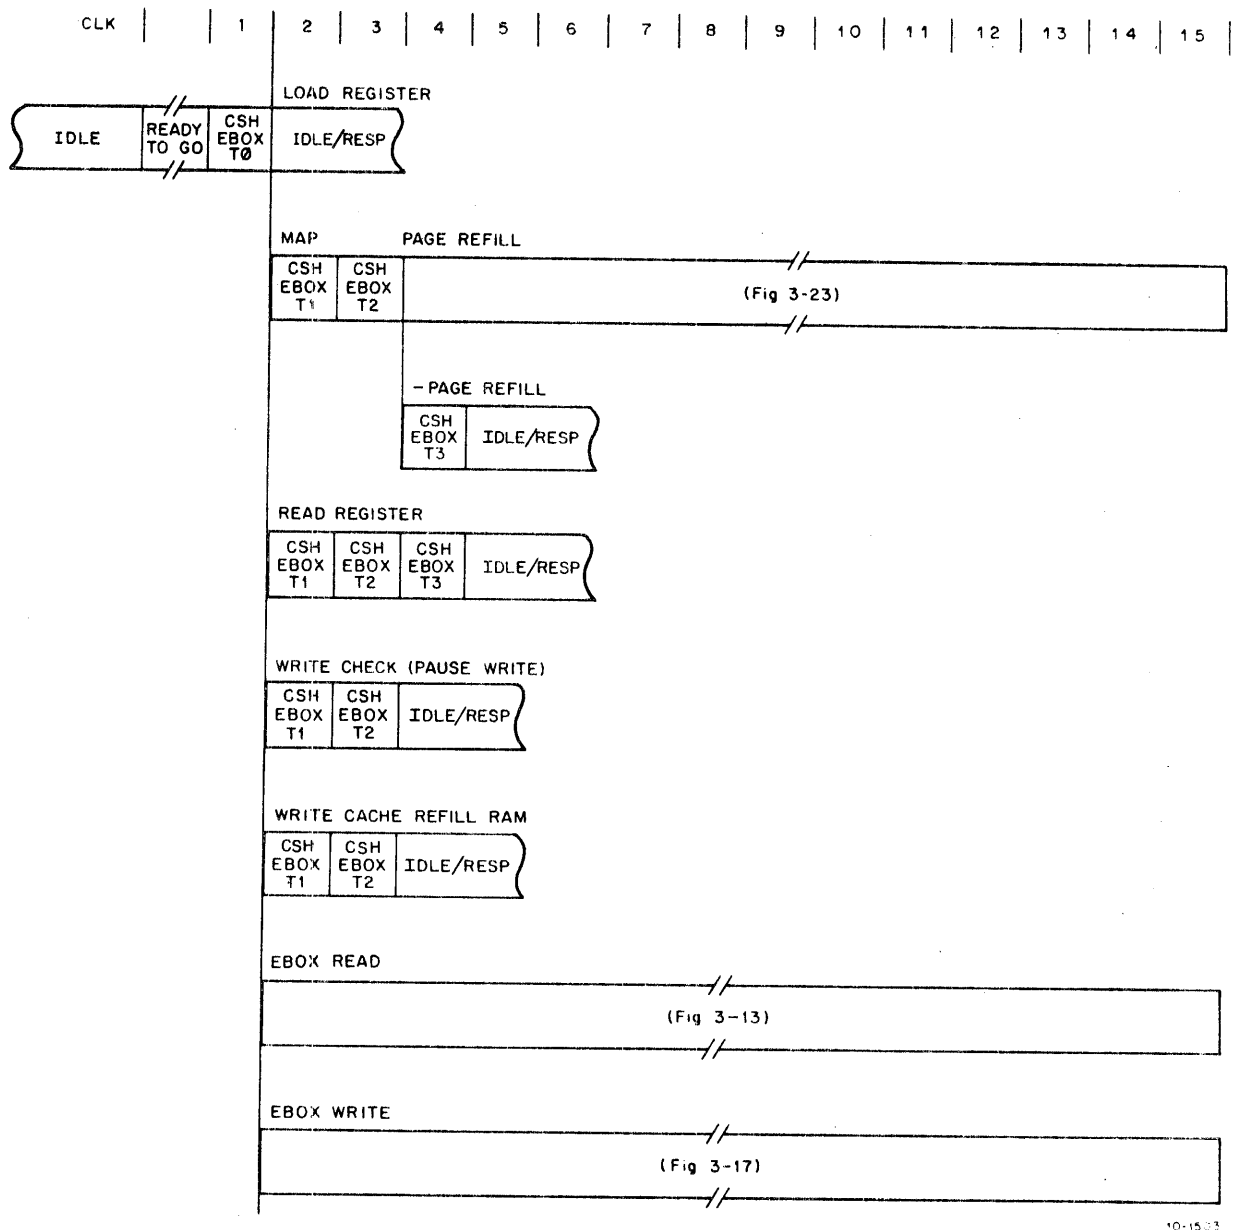 CLK 1 2 3 4 5 6 7 8 9 10 11 12 13 14 15
LOAD REGISTER
IDLE
READY
TO GO
CSH
EBOX
TØ
IDLE/RESP
MAP
PAGE REFILL
CSH
EBOX
T1
CSH
EBOX
T2
(Fig 3-23)
-PAGE REFILL
CSH
EBOX
T3
IDLE/RESP
READ REGISTER
CSH
EBOX
T1
CSH
EBOX
T2
CSH
EBOX
T3
IDLE/RESP
WRITE CHECK (PAUSE WRITE)
CSH
EBOX
T1
CSH
EBOX
T2
IDLE/RESP
WRITE CACHE REFILL RAM
CSH
EBOX
T1
CSH
EBOX
T2
IDLE/RESP
EBOX READ
(Fig 3-13)
EBOX WRITE
(Fig 3-17)